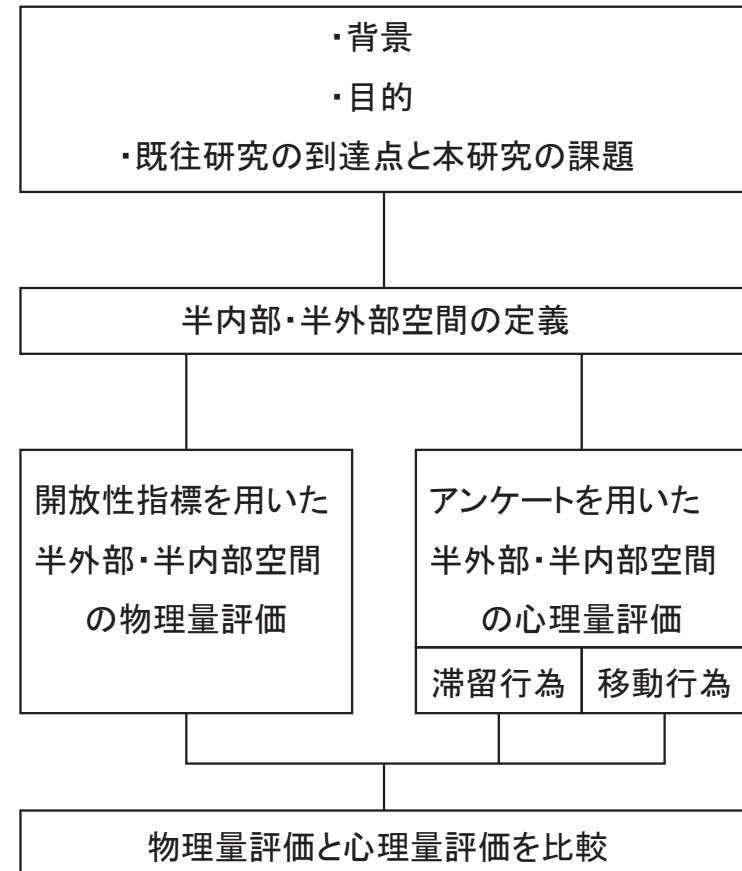 ・背景
・目的
・既往研究の到達点と本研究の課題
半内部・半外部空間の定義
開放性指標を用いた
半外部・半内部空間
の物理量評価
アンケートを用いた
半外部・半内部空間
の心理量評価
滞留行為
移動行為
物理量評価と心理量評価を比較